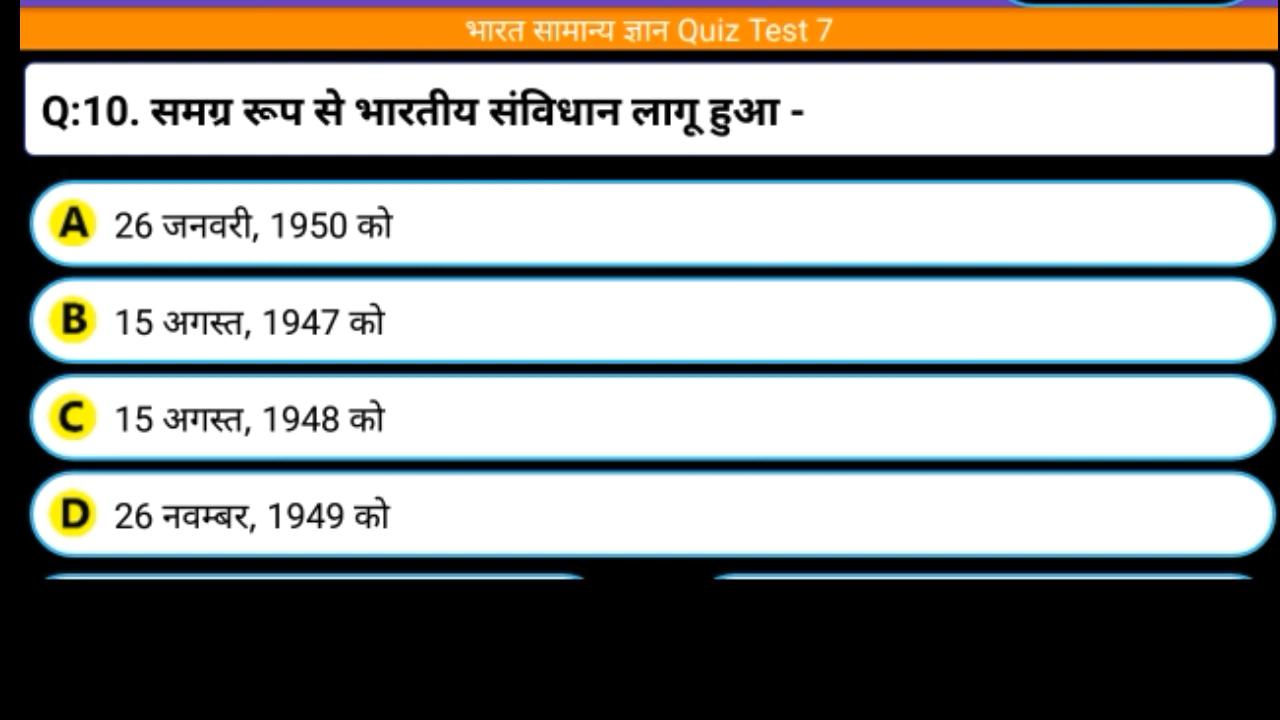 भारत सामान्य ज्ञान Quiz Test 7
Q:10. समग्र रूप से भारतीय संविधान लागू हुआ -
A 26 जनवरी, 1950 को
B 15 अगस्त, 1947 को
C 15 अगस्त, 1948 को
D 26 नवम्बर, 1949 को